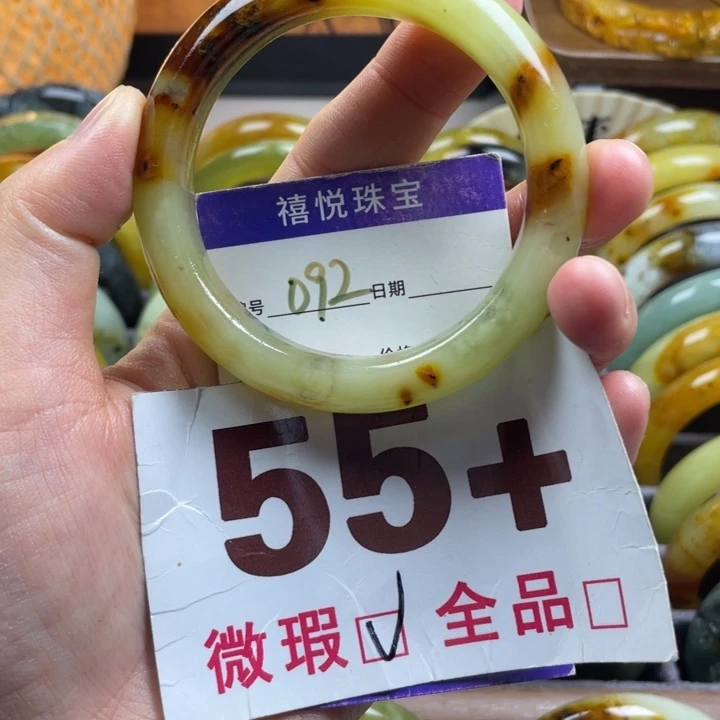 禧悦珠宝
号 092 日期
55+
微瑕☑ 全品☐